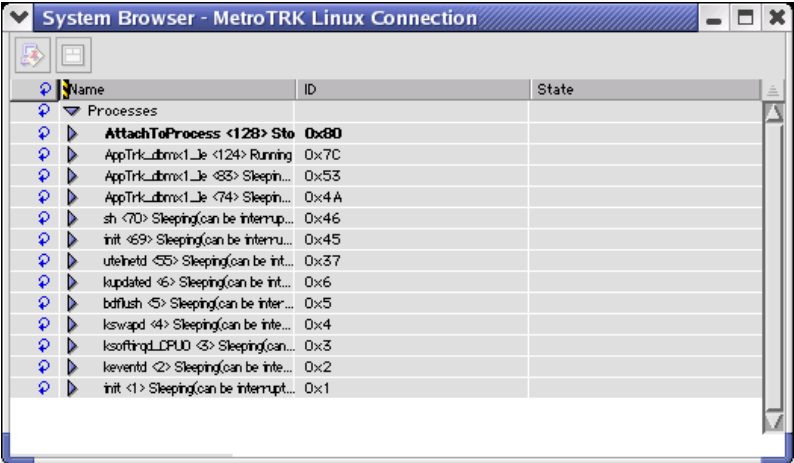 System Browser - MetroTRK Linux Connection
Name ID State
Processes
AttachToProcess <128> Sto 0x80
AppTrk_dbmx1_le <124> Running 0x7C
AppTrk_dbmx1_le <83> Sleepin... 0x53
AppTrk_dbmx1_le <74> Sleepin... 0x4A
sh <70> Sleeping(can be interrup... 0x46
init <69> Sleeping(can be interru... 0x45
utelnetd <55> Sleeping(can be int... 0x37
kupdated <6> Sleeping(can be int... 0x6
bdflush <5> Sleeping(can be inter... 0x5
kswapd <4> Sleeping(can be inte... 0x4
ksoftirqd_CPU0 <3> Sleeping(can... 0x3
keventd <2> Sleeping(can be inte... 0x2
init <1> Sleeping(can be interrupt... 0x1